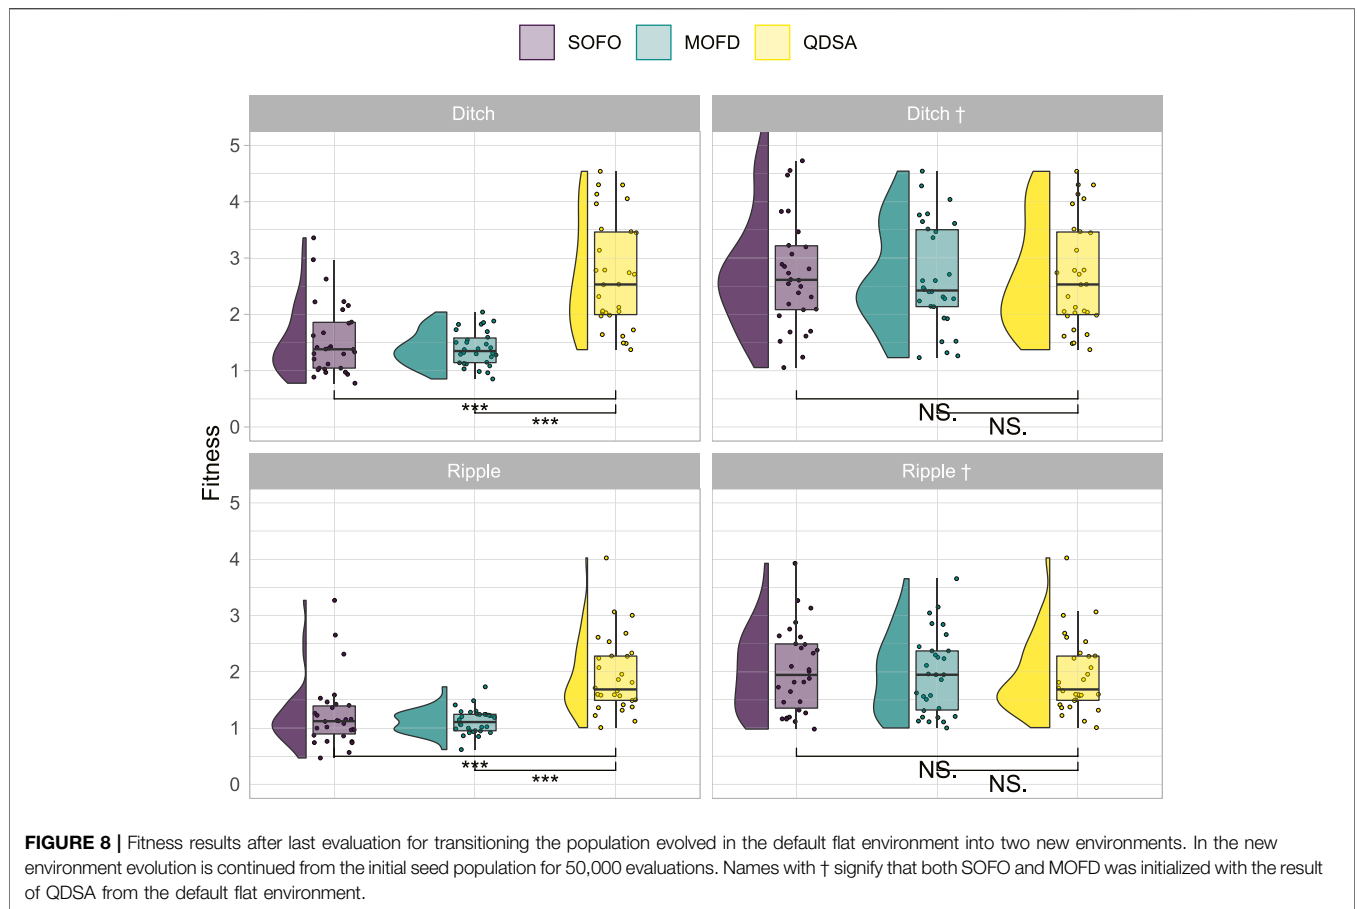 SOFO MOFD QDSA
Ditch
Ditch †
5
4
3
2
1
0
***
***
NS.
NS.
Fitness
Ripple
Ripple †
5
4
3
2
1
0
***
***
NS.
NS.
FIGURE 8 | Fitness results after last evaluation for transitioning the population evolved in the default flat environment into two new environments. In the new
environment evolution is continued from the initial seed population for 50,000 evaluations. Names with † signify that both SOFO and MOFD was initialized with the result
of QDSA from the default flat environment.